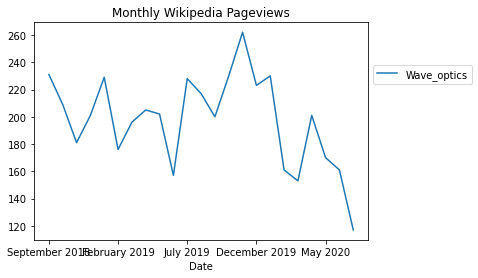 Monthly Wikipedia Pageviews
260
240
220
200
180
160
140
120
Wave_optics
September 2018 February 2019 July 2019 December 2019 May 2020
Date